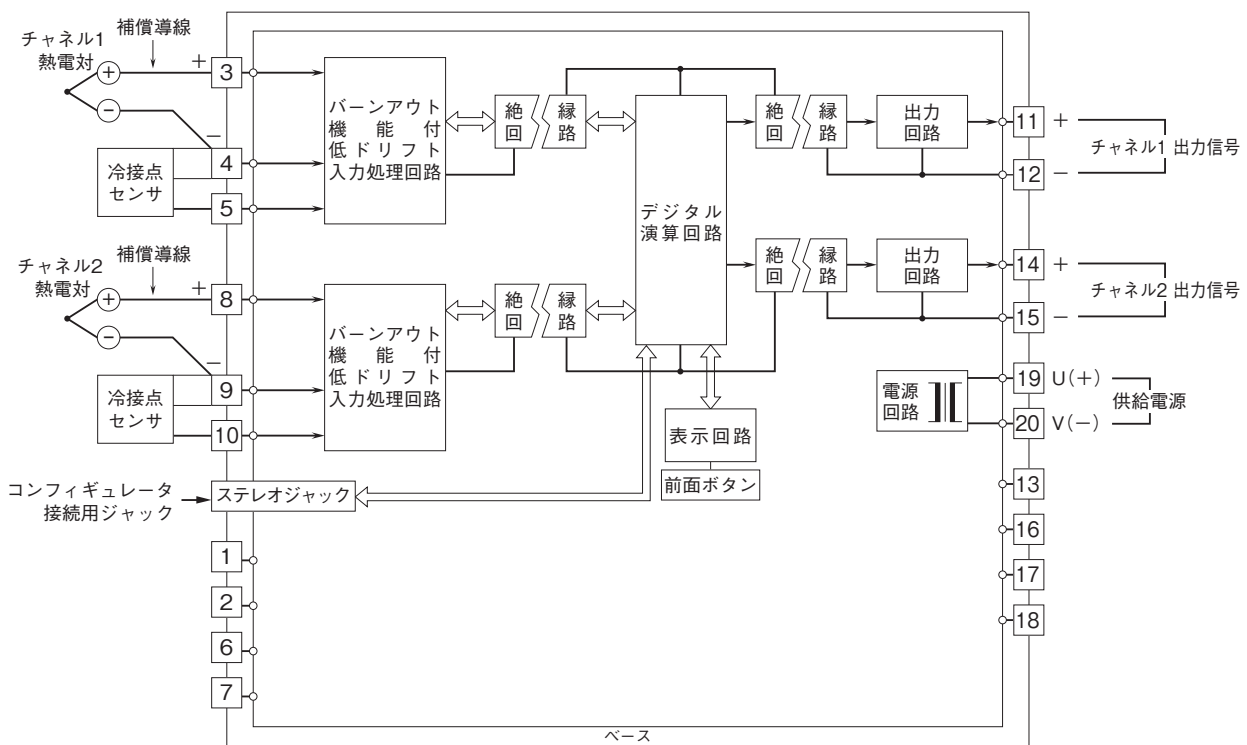 チャネル1
熱電対
補償導線
+
-
+
3
-
4
5
冷接点
センサ
バーンアウト
機能付
低ドリフト
入力処理回路
絶縁
回路
デジタル
演算回路
絶縁
回路
出力
回路
11 +
チャネル1 出力信号
12 -
チャネル2
熱電対
補償導線
+
-
+
8
-
9
10
冷接点
センサ
バーンアウト
機能付
低ドリフト
入力処理回路
絶縁
回路
絶縁
回路
出力
回路
14 +
チャネル2 出力信号
15 -
電源
回路
19 U(+)
供給電源
20 V(-)
表示回路
前面ボタン
コンフィギュレータ
接続用ジャック
ステレオジャック
1
2
6
7
13
16
17
18
ベース